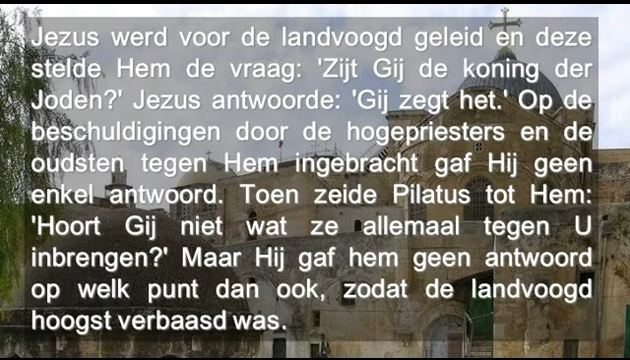 Jezus werd voor de landvoogd geleid en deze
stelde Hem de vraag: 'Zijt Gij de koning der
Joden?' Jezus antwoorde: 'Gij zegt het.' Op de
beschuldigingen door de hogepriesters en de
oudsten tegen Hem ingebracht gaf Hij geen
enkel antwoord. Toen zeide Pilatus tot Hem:
'Hoort Gij niet wat ze allemaal tegen U
inbrengen?' Maar Hij gaf hem geen antwoord
op welk punt dan ook, zodat de landvoogd
hoogst verbaasd was.